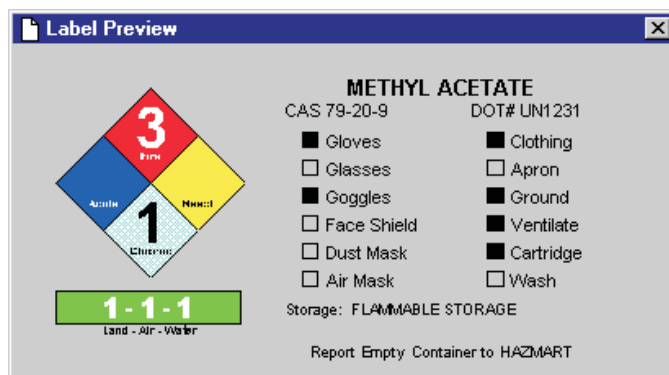 Label Preview
METHYL ACETATE
CAS 79-20-9 DOT# UN1231
3
Fire
Acute
React
1
Chronic
Gloves
Glasses
Goggles
Face Shield
Dust Mask
Air Mask
Clothing
Apron
Ground
Ventilate
Cartridge
Wash
1 - 1 - 1
Land - Air - Water
Storage: FLAMMABLE STORAGE
Report Empty Container to HAZMART